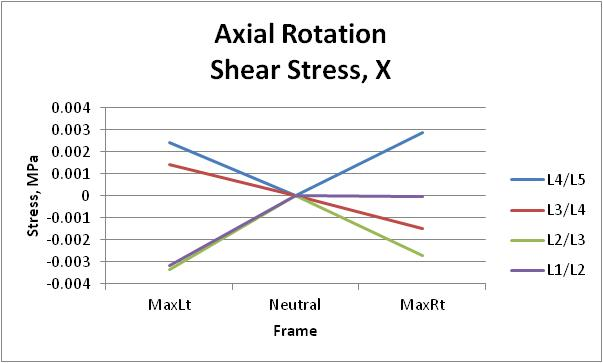 Axial Rotation
Shear Stress, X
0.004
0.003
0.002
0.001
0
-0.001
-0.002
-0.003
-0.004
Stress, MPa
MaxLt Neutral MaxRt
Frame
L4/L5
L3/L4
L2/L3
L1/L2